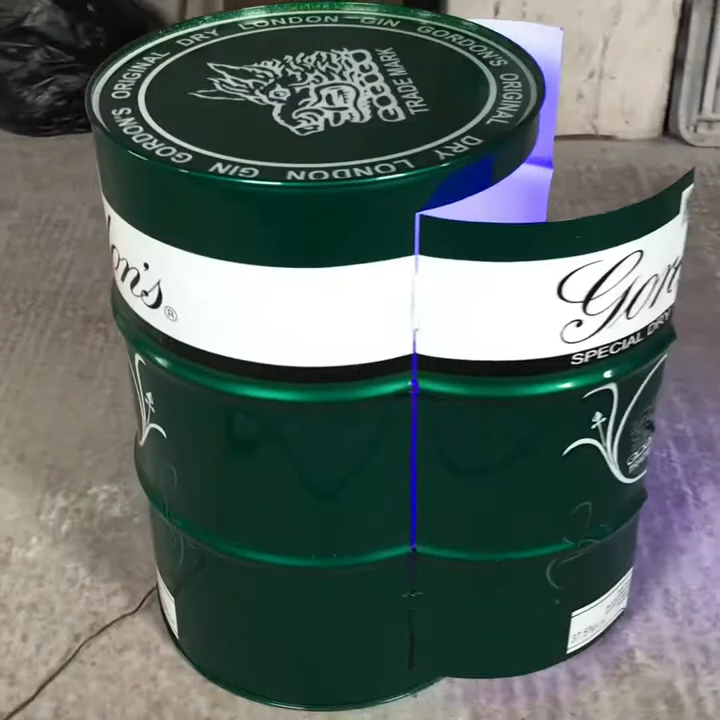 GORDON'S ORIGINAL DRY LONDON GIN GORDON'S ORIGINAL DRY LONDON GIN
TRADE MARK
on's ®
Gor
SPECIAL DRY